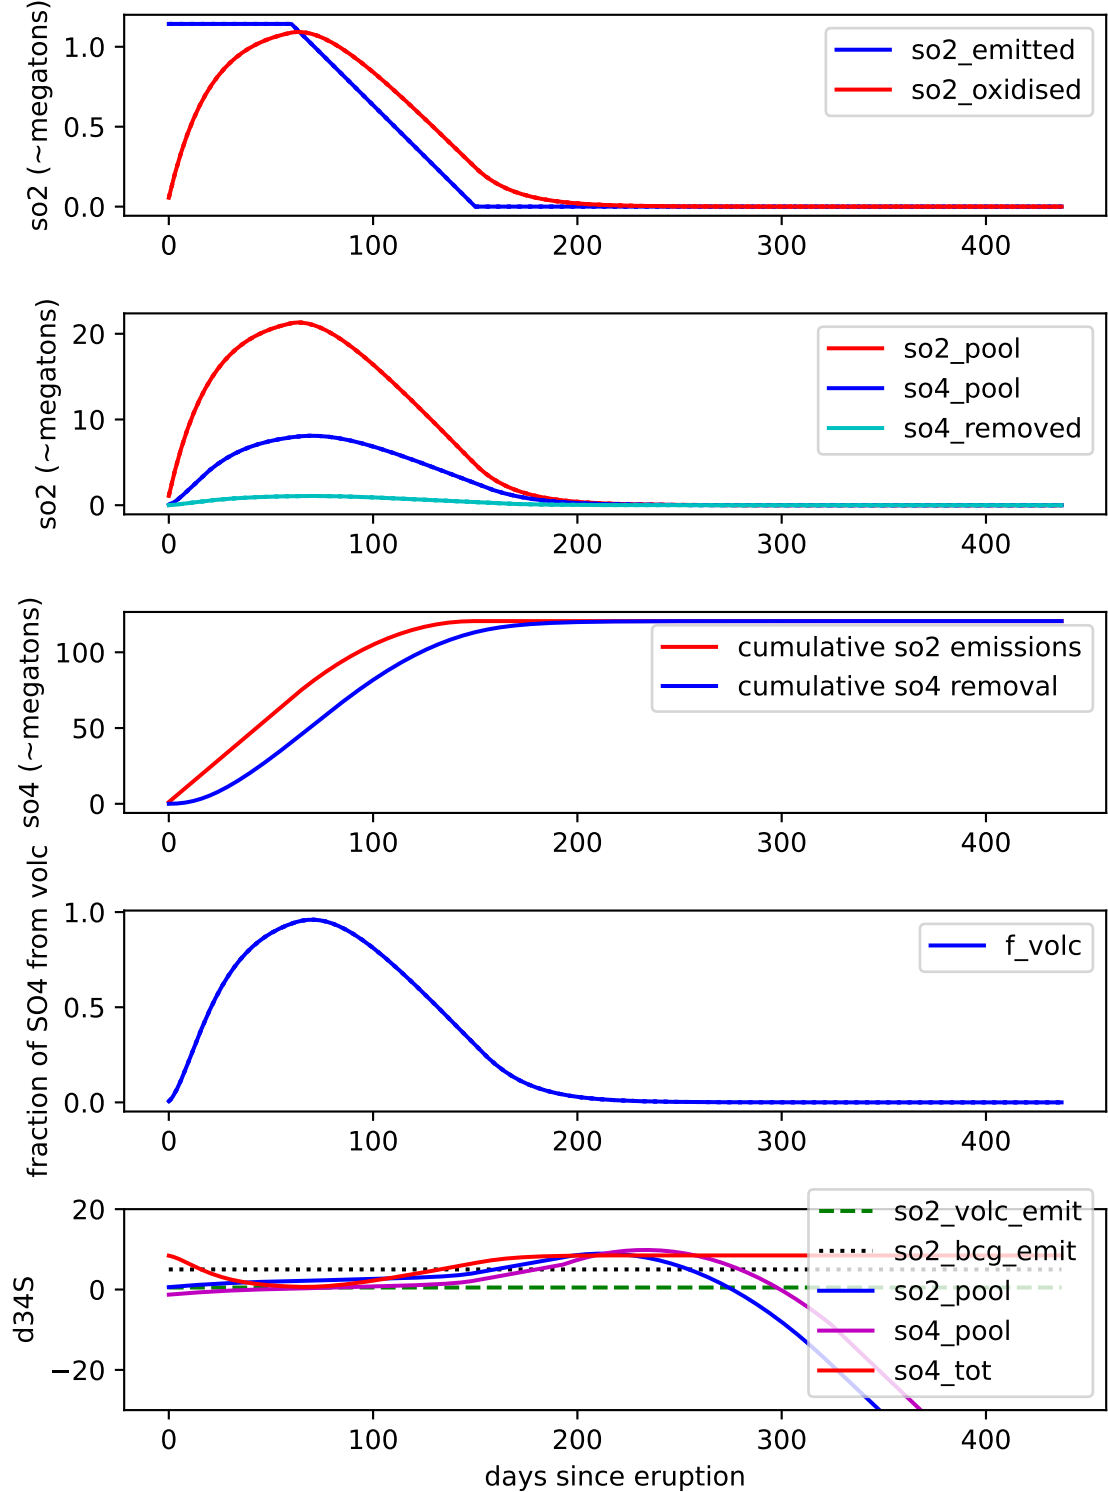 so2 (~megatons)
1.0
0.5
0.0
so2_emitted
so2_oxidised
0 100 200 300 400
so2 (~megatons)
20
10
0
so2_pool
so4_pool
so4_removed
0 100 200 300 400
so4 (~megatons)
100
50
0
cumulative so2 emissions
cumulative so4 removal
0 100 200 300 400
fraction of SO4 from volc
1.0
0.5
0.0
f_volc
0 100 200 300 400
d34S
20
0
−20
so2_volc_emit
so2_bcg_emit
so2_pool
so4_pool
so4_tot
0 100 200 300 400
days since eruption